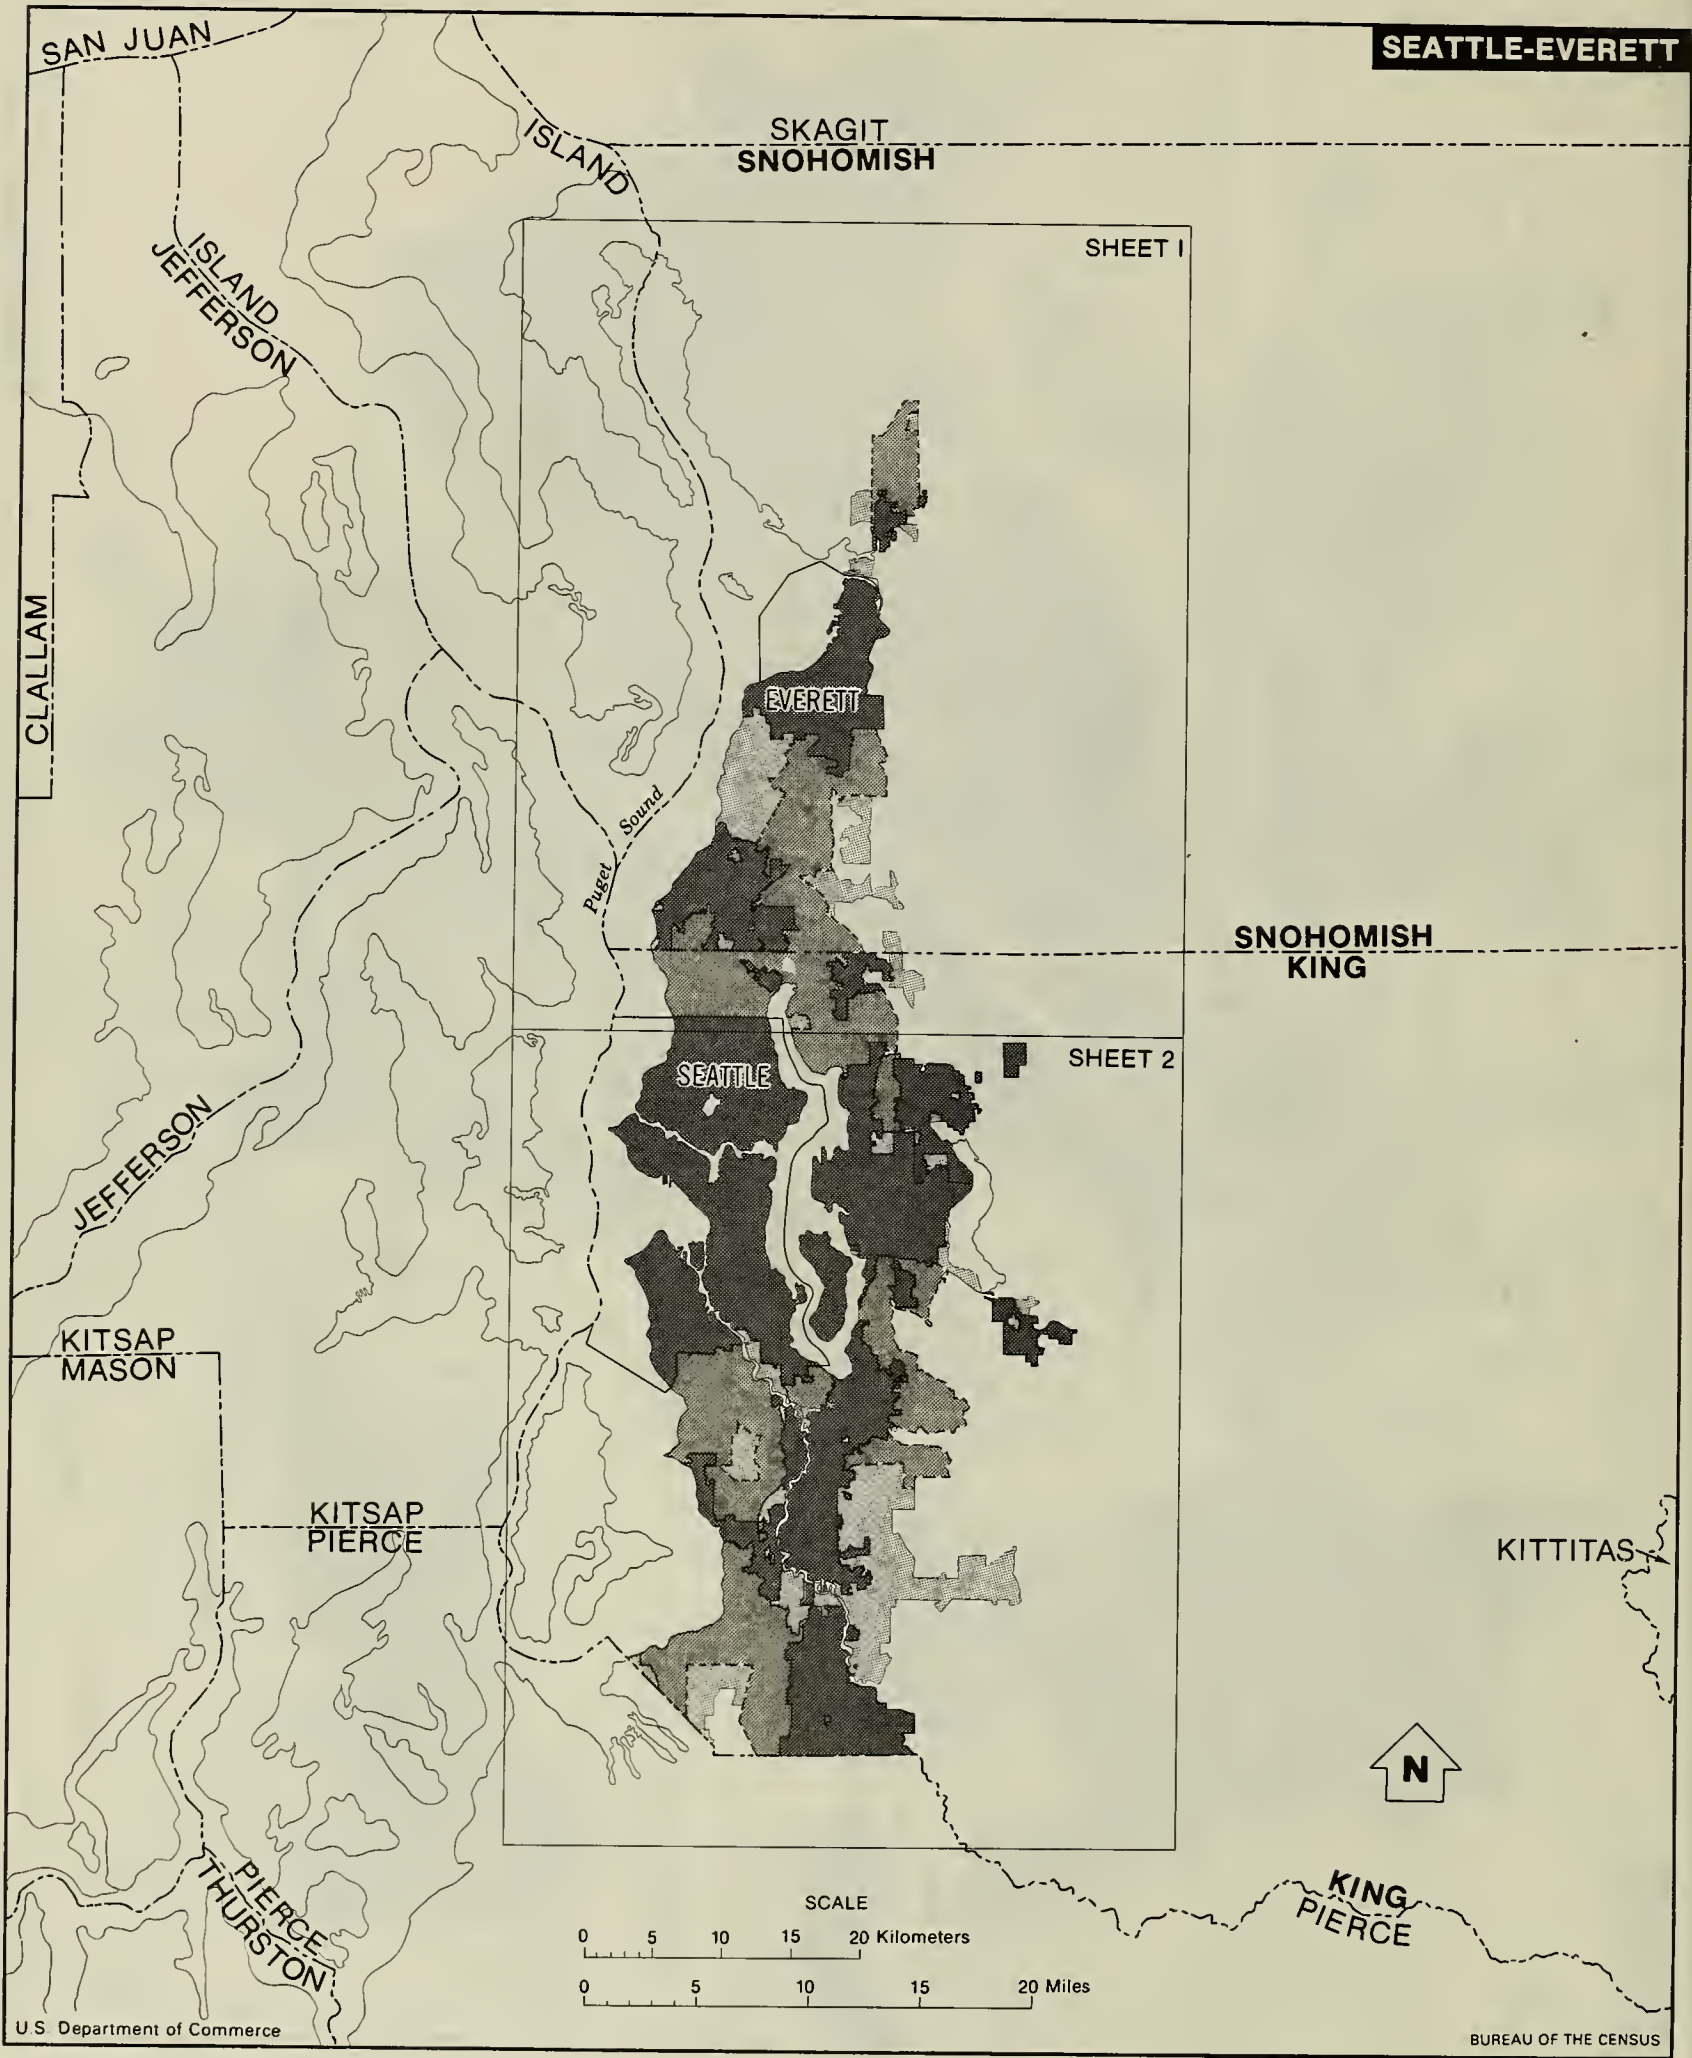 SEATTLE-EVERETT
SAN JUAN
ISLAND
SKAGIT
SNOHOMISH
SHEET 1
ISLAND
JEFFERSON
CLALLAM
EVERETT
Puget Sound
SNOHOMISH
KING
SHEET 2
SEATTLE
JEFFERSON
KITSAP
MASON
KITSAP
PIERCE
KITTITAS
N
PIERCE
THURSTON
KING
PIERCE
SCALE
0 5 10 15 20 Kilometers
0 5 10 15 20 Miles
U.S. Department of Commerce
BUREAU OF THE CENSUS